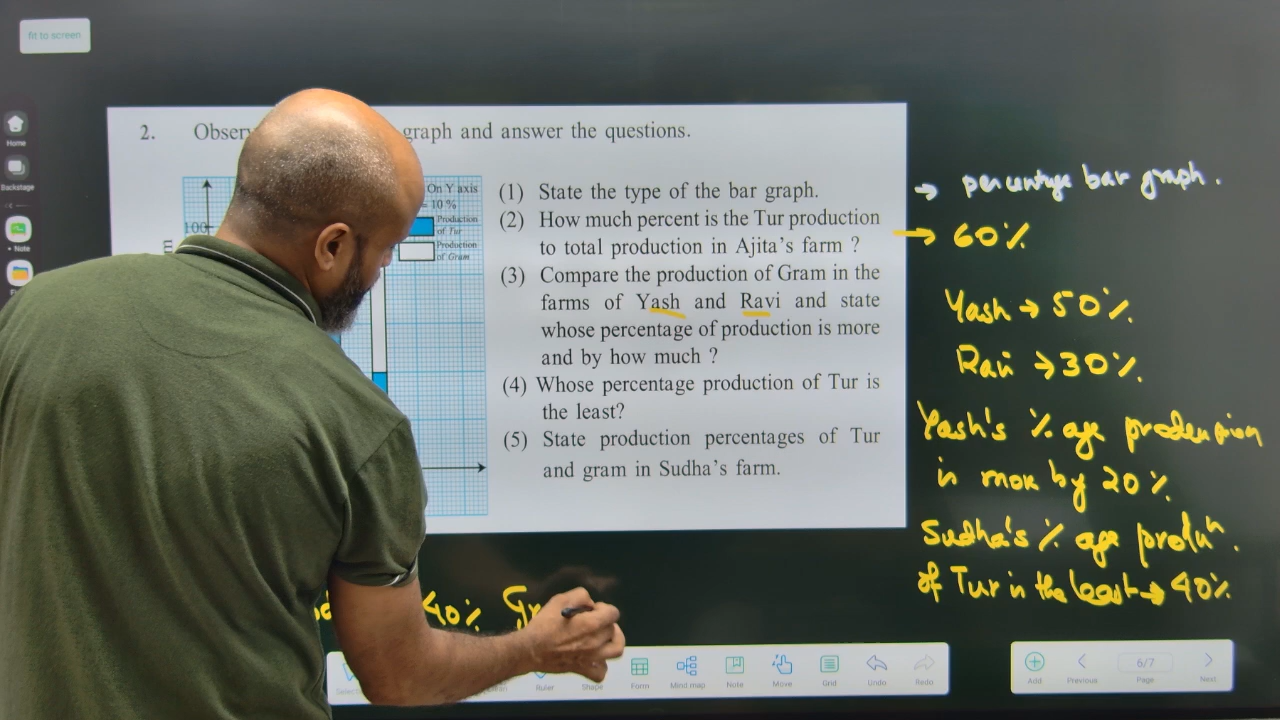 fit to screen
Home
Backstage
+ Note
2. Obser graph and answer the questions.
On Y axis
= 10 %
Production
of Tur
Production
of Gram
100
m
(1) State the type of the bar graph.
(2) How much percent is the Tur production
to total production in Ajita's farm ?
(3) Compare the production of Gram in the
farms of Yash and Ravi and state
whose percentage of production is more
and by how much ?
(4) Whose percentage production of Tur is
the least?
(5) State production percentages of Tur
and gram in Sudha's farm.
→ percentage bar graph.
→ 60%
Yash → 50%.
Ravi → 30%.
Yash's % age production
is more by 20%.
Sudha's % age produn.
of Tur is the least → 40%.
40% Gr
Ruler
Shape
Form
Mind map
Note
Move
Grid
Undo
Redo
Add
Previous
6/7
Page
Next